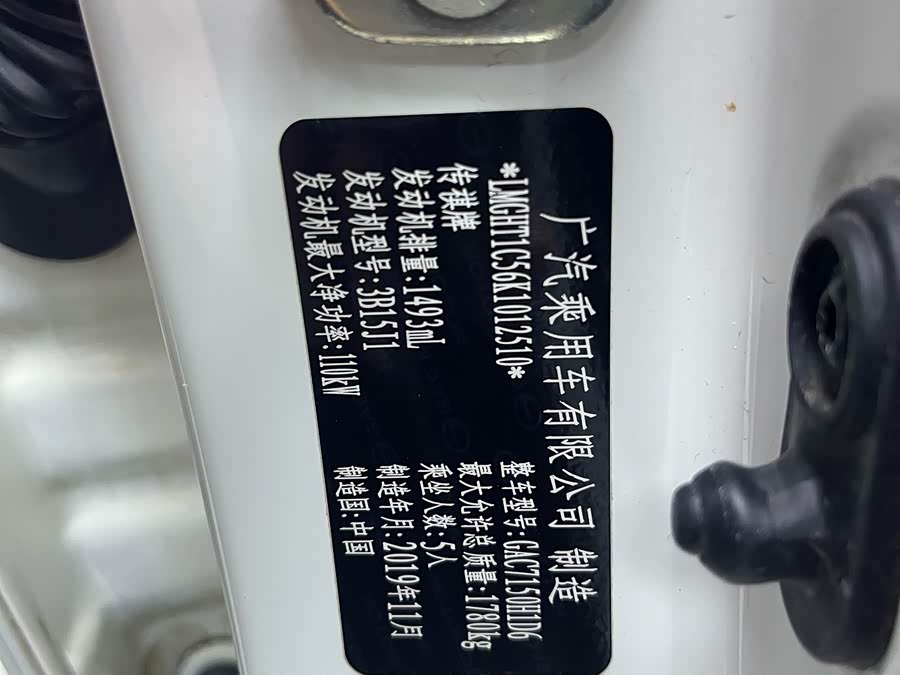 广汽乘用车有限公司 制造
*LMGHT1C56K1012510* 整车型号:GAC7150H1D6
传祺牌 最大允许总质量:1780kg
发动机排量:1493mL 乘坐人数:5人
发动机型号:3B15J1 制造年月:2019年11月
发动机最大净功率:110kW 制造国:中国